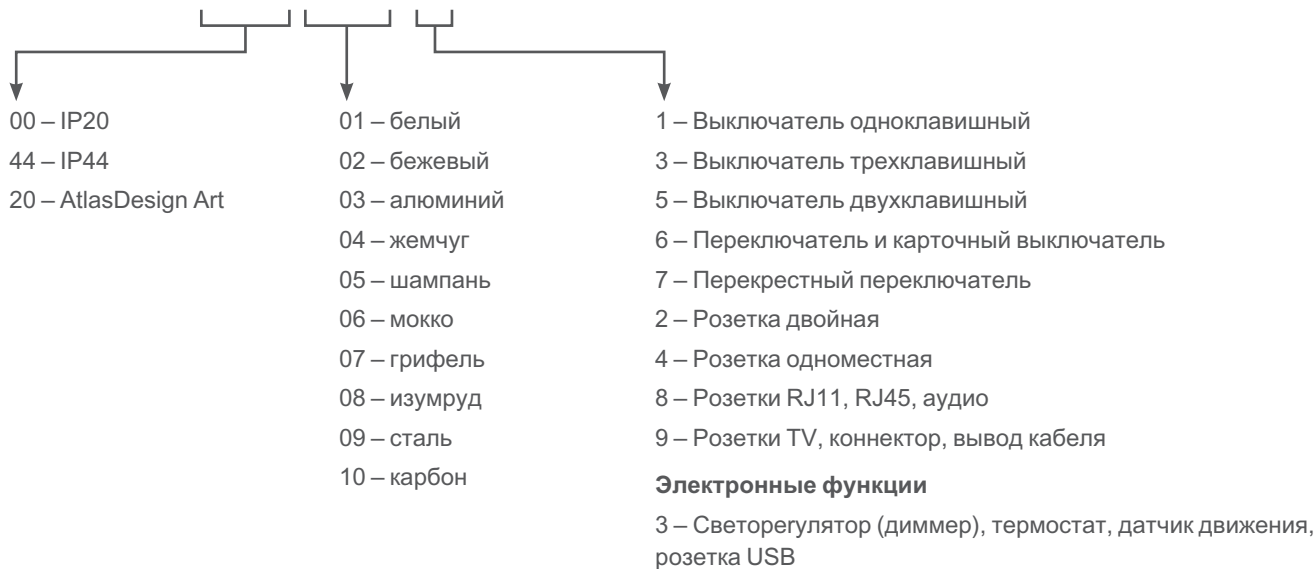 00 – IP20
44 – IP44
20 – AtlasDesign Art
01 – белый
02 – бежевый
03 – алюминий
04 – жемчуг
05 – шампань
06 – мокко
07 – грифель
08 – изумруд
09 – сталь
10 – карбон
1 – Выключатель одноклавишный
3 – Выключатель трехклавишный
5 – Выключатель двухклавишный
6 – Переключатель и карточный выключатель
7 – Перекрестный переключатель
2 – Розетка двойная
4 – Розетка одноместная
8 – Розетки RJ11, RJ45, аудио
9 – Розетки TV, коннектор, вывод кабеля
Электронные функции
3 – Светорегулятор (диммер), термостат, датчик движения,
розетка USB